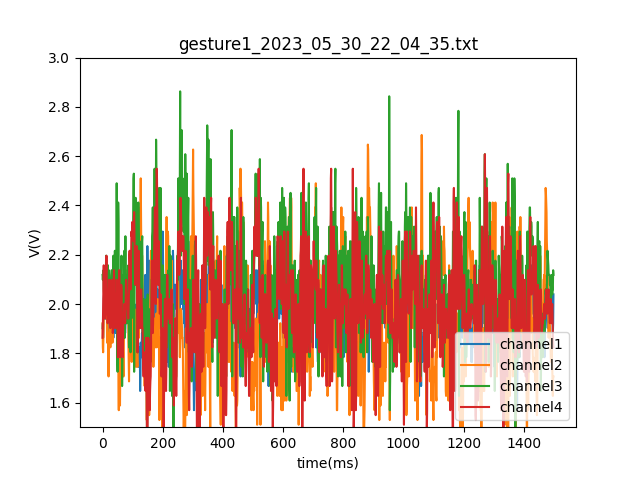 gesture1_2023_05_30_22_04_35.txt
3.0
2.8
2.6
2.4
2.2
2.0
1.8
1.6
V(V)
channel1
channel2
channel3
channel4
0 200 400 600 800 1000 1200 1400
time(ms)